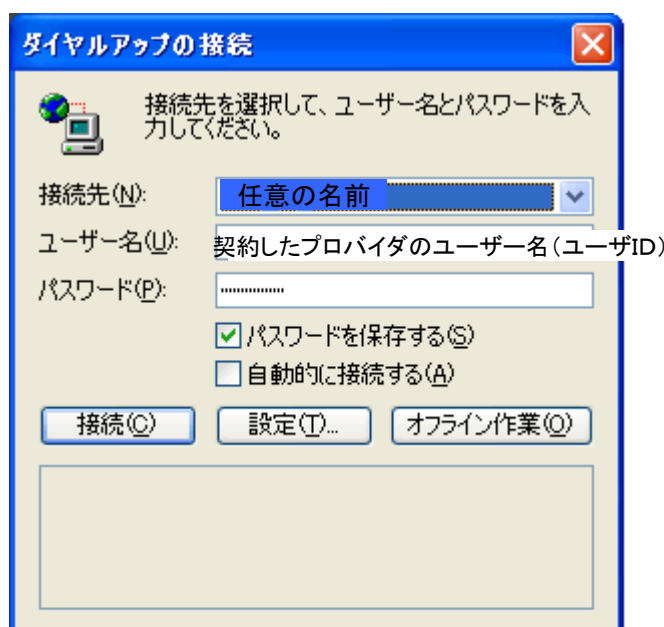 ダイヤルアップの接続
接続先を選択して、ユーザー名とパスワードを入
力してください。
接続先(N):
任意の名前
ユーザー名(U):
契約したプロバイダのユーザー名(ユーザID)
パスワード(P):
パスワードを保存する(S)
自動的に接続する(A)
接続(C)
設定(T)...
オフライン作業(O)